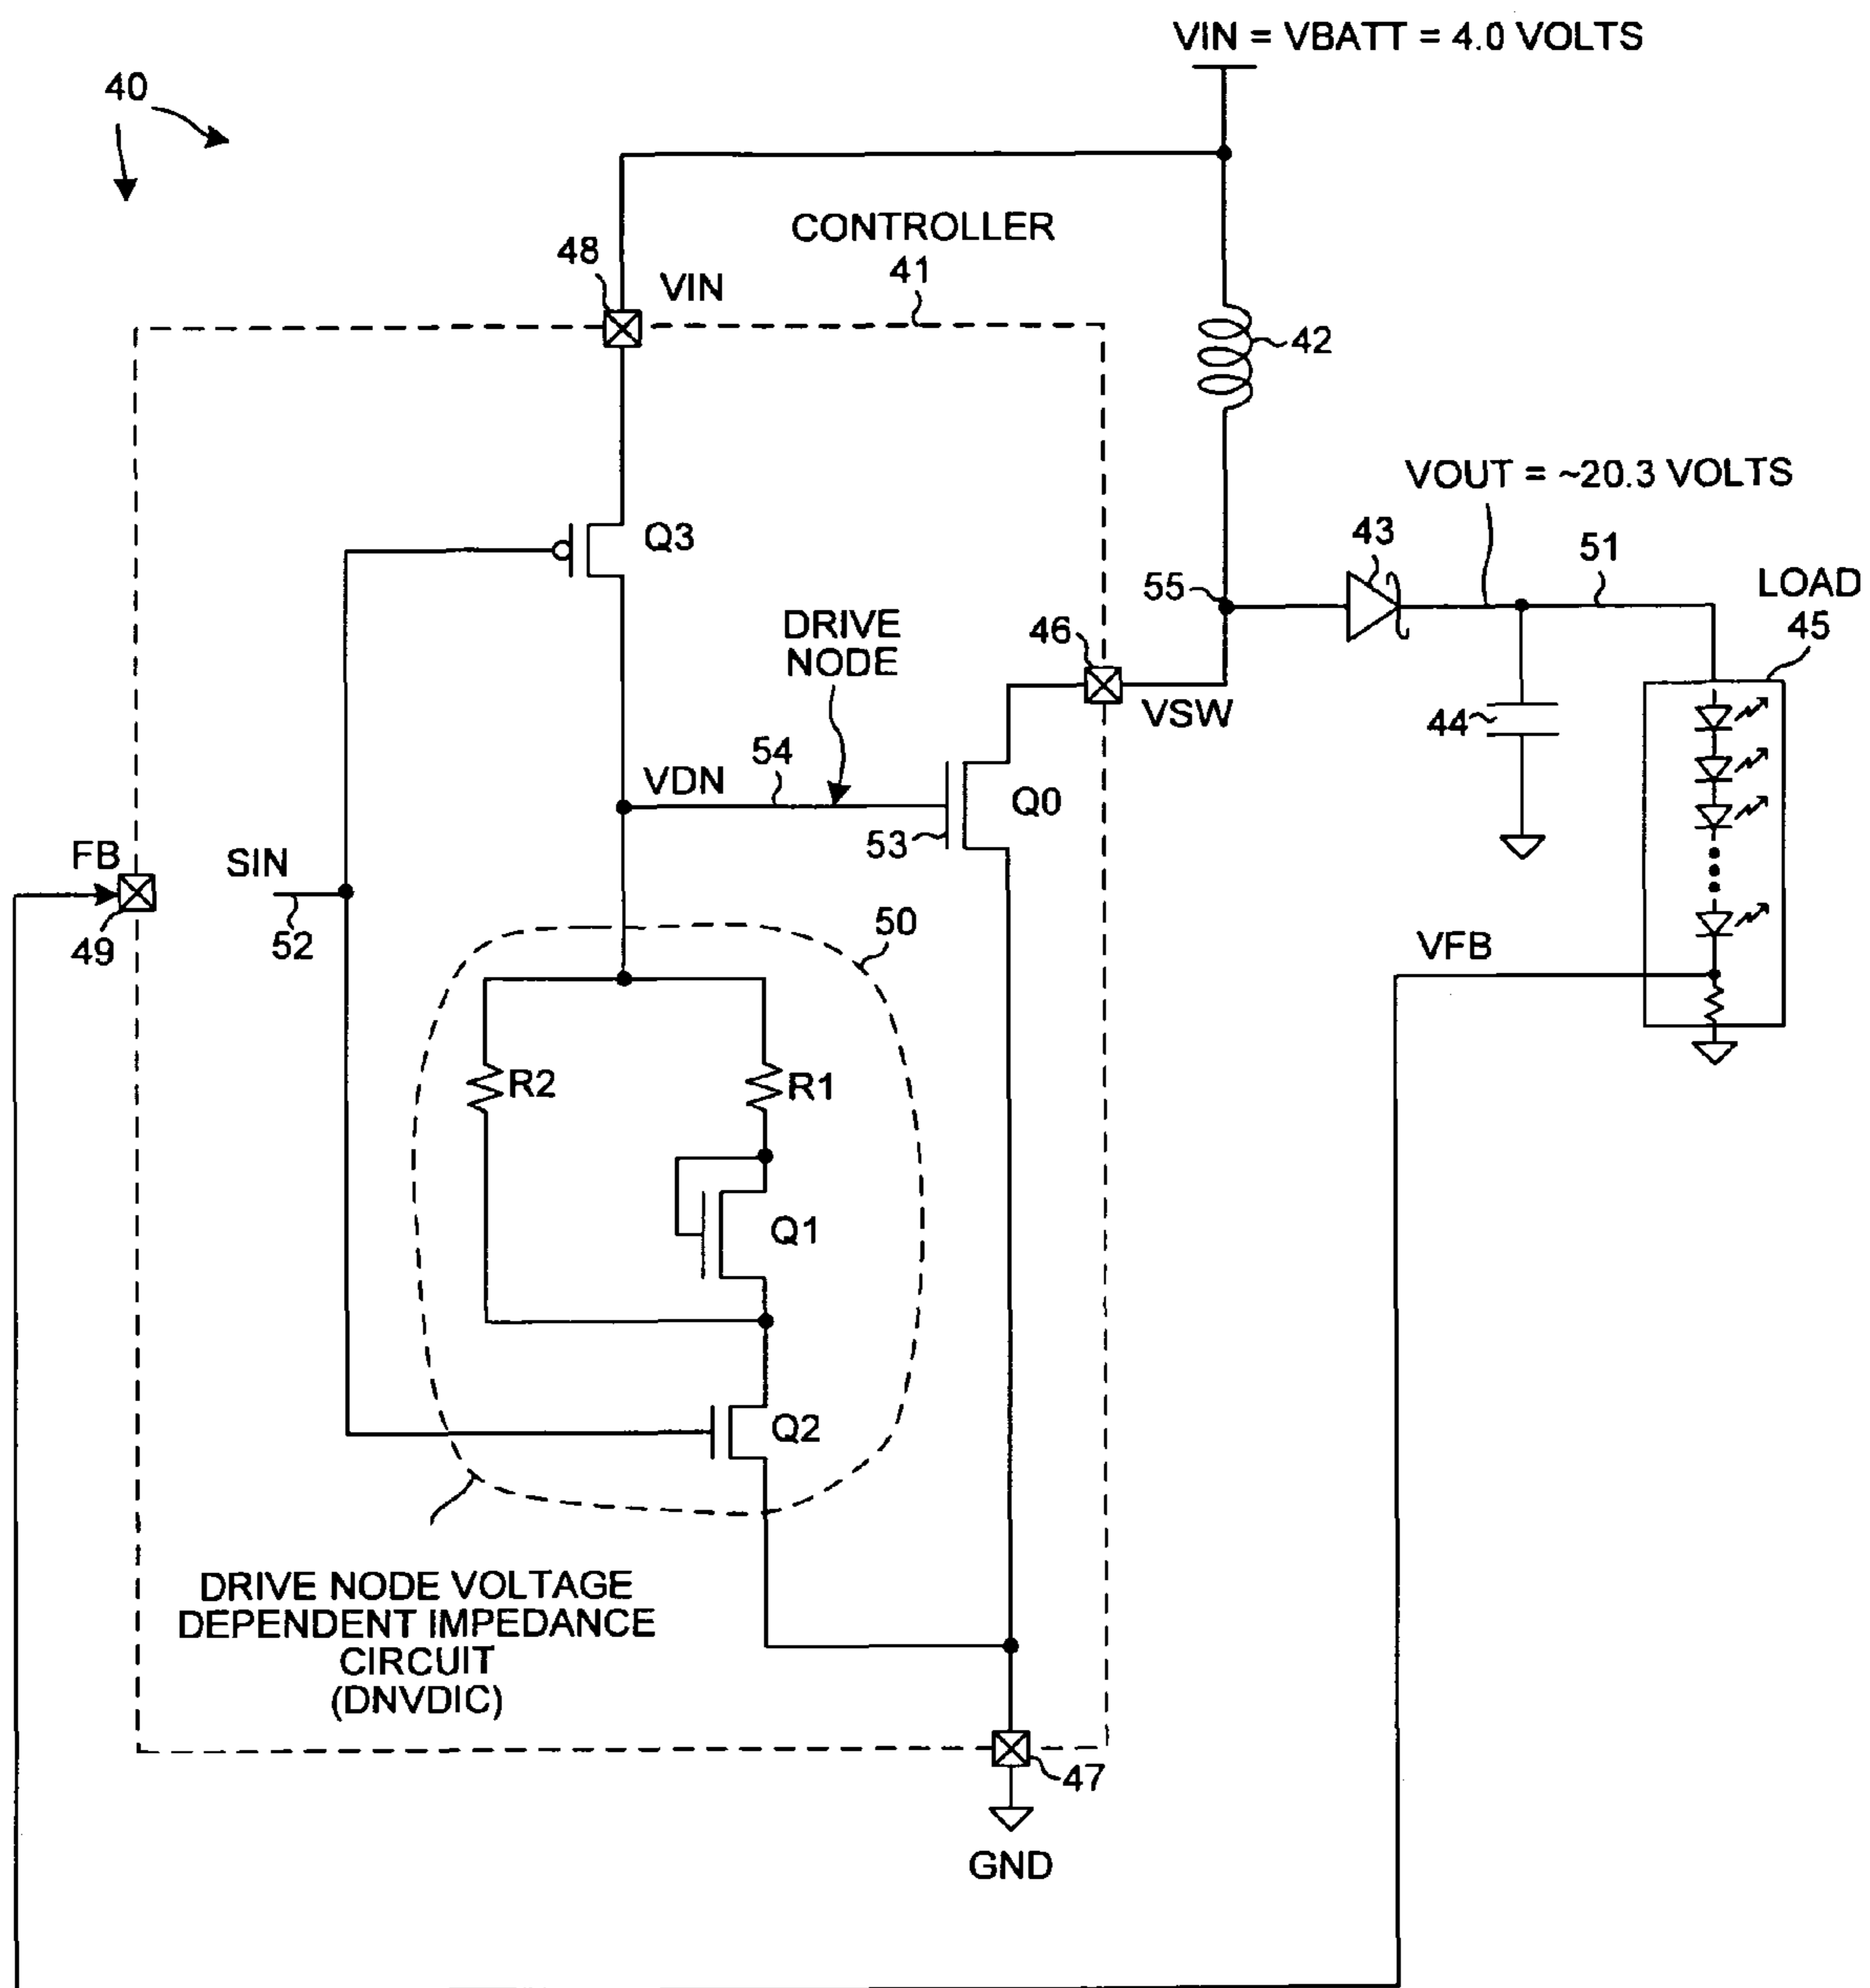 VIN = VBATT = 4.0 VOLTS
40
CONTROLLER
41
48
VIN
42
Q3
VOUT = ~20.3 VOLTS
43
51
LOAD
45
55
DRIVE
NODE
46
VSW
44
VDN
54
Q0
53
FB
49
SIN
52
50
VFB
R2
R1
Q1
Q2
DRIVE NODE VOLTAGE
DEPENDENT IMPEDANCE
CIRCUIT
(DNVDIC)
47
GND